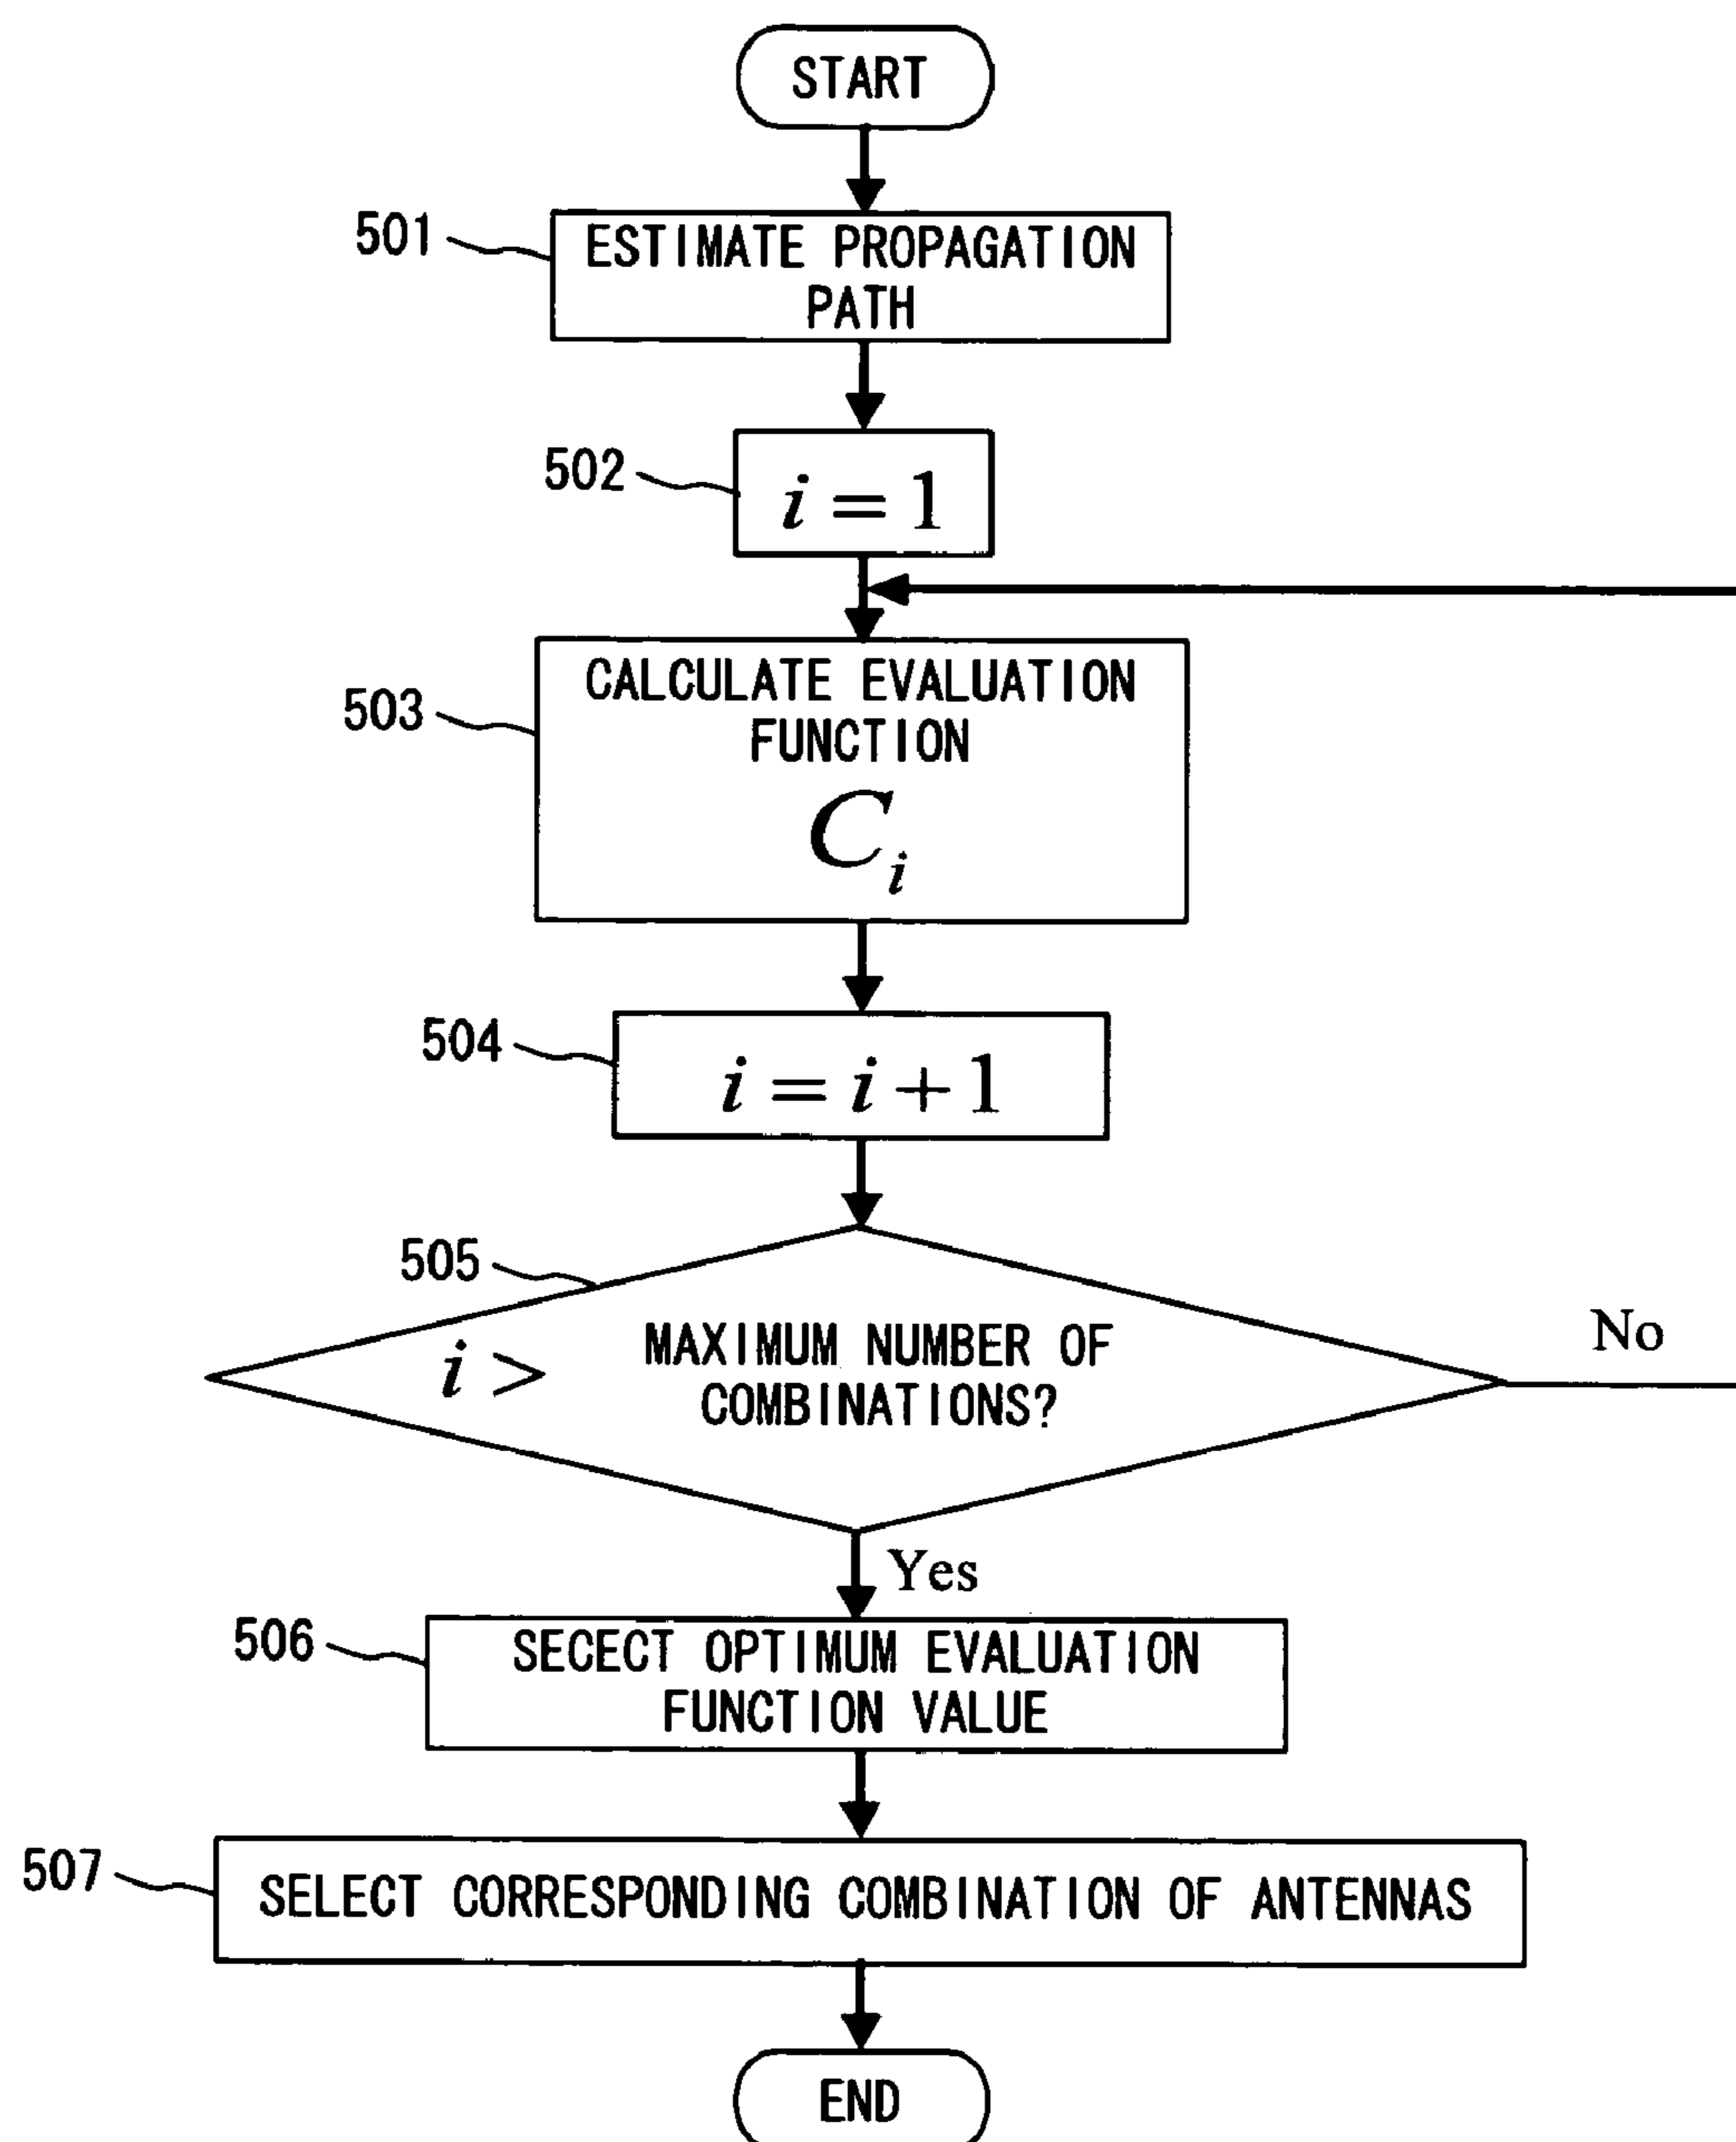 START
501
ESTIMATE PROPAGATION
PATH
502
i = 1
503
CALCULATE EVALUATION
FUNCTION
C_i
504
i = i + 1
505
i > MAXIMUM NUMBER OF
COMBINATIONS?
No
Yes
506
SECECT OPTIMUM EVALUATION
FUNCTION VALUE
507
SELECT CORRESPONDING COMBINATION OF ANTENNAS
END